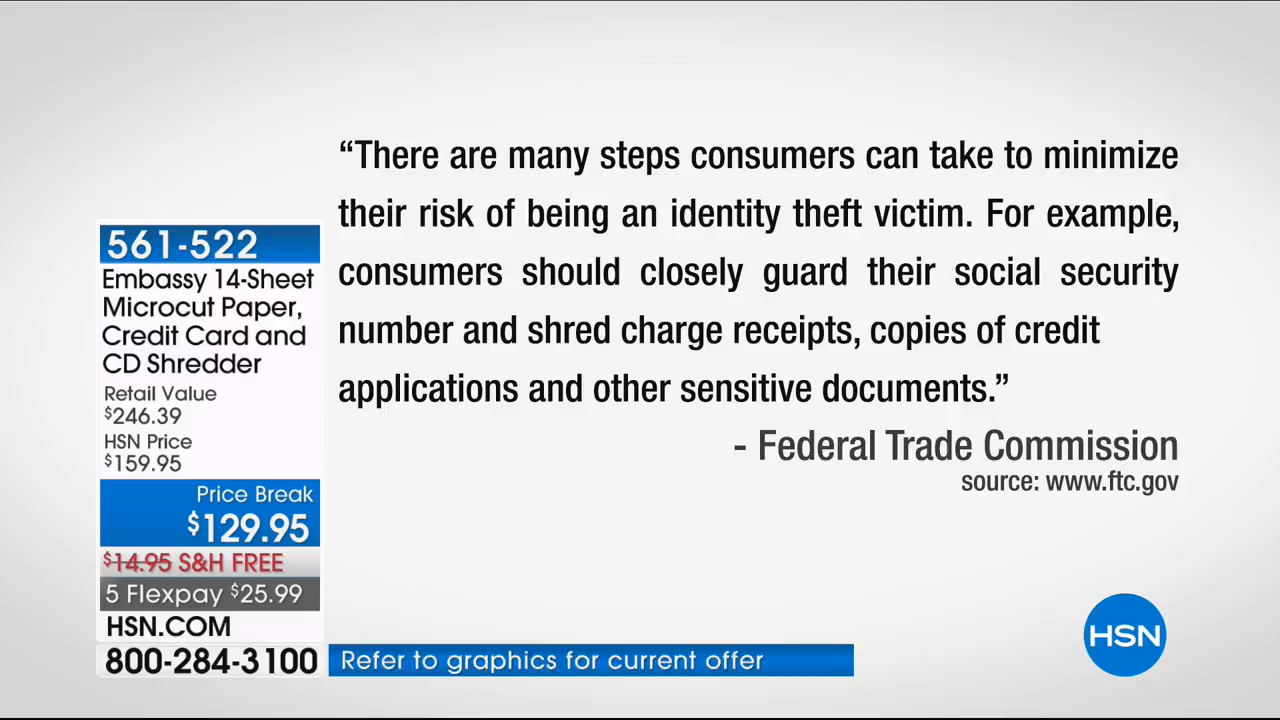 “There are many steps consumers can take to minimize
their risk of being an identity theft victim. For example,
consumers should closely guard their social security
number and shred charge receipts, copies of credit
applications and other sensitive documents.”
- Federal Trade Commission
source: www.ftc.gov
561-522
Embassy 14-Sheet
Microcut Paper,
Credit Card and
CD Shredder
Retail Value
$246.39
HSN Price
$159.95
Price Break
$129.95
$14.95 S&H FREE
5 Flexpay $25.99
HSN.COM
800-284-3100
Refer to graphics for current offer
HSN